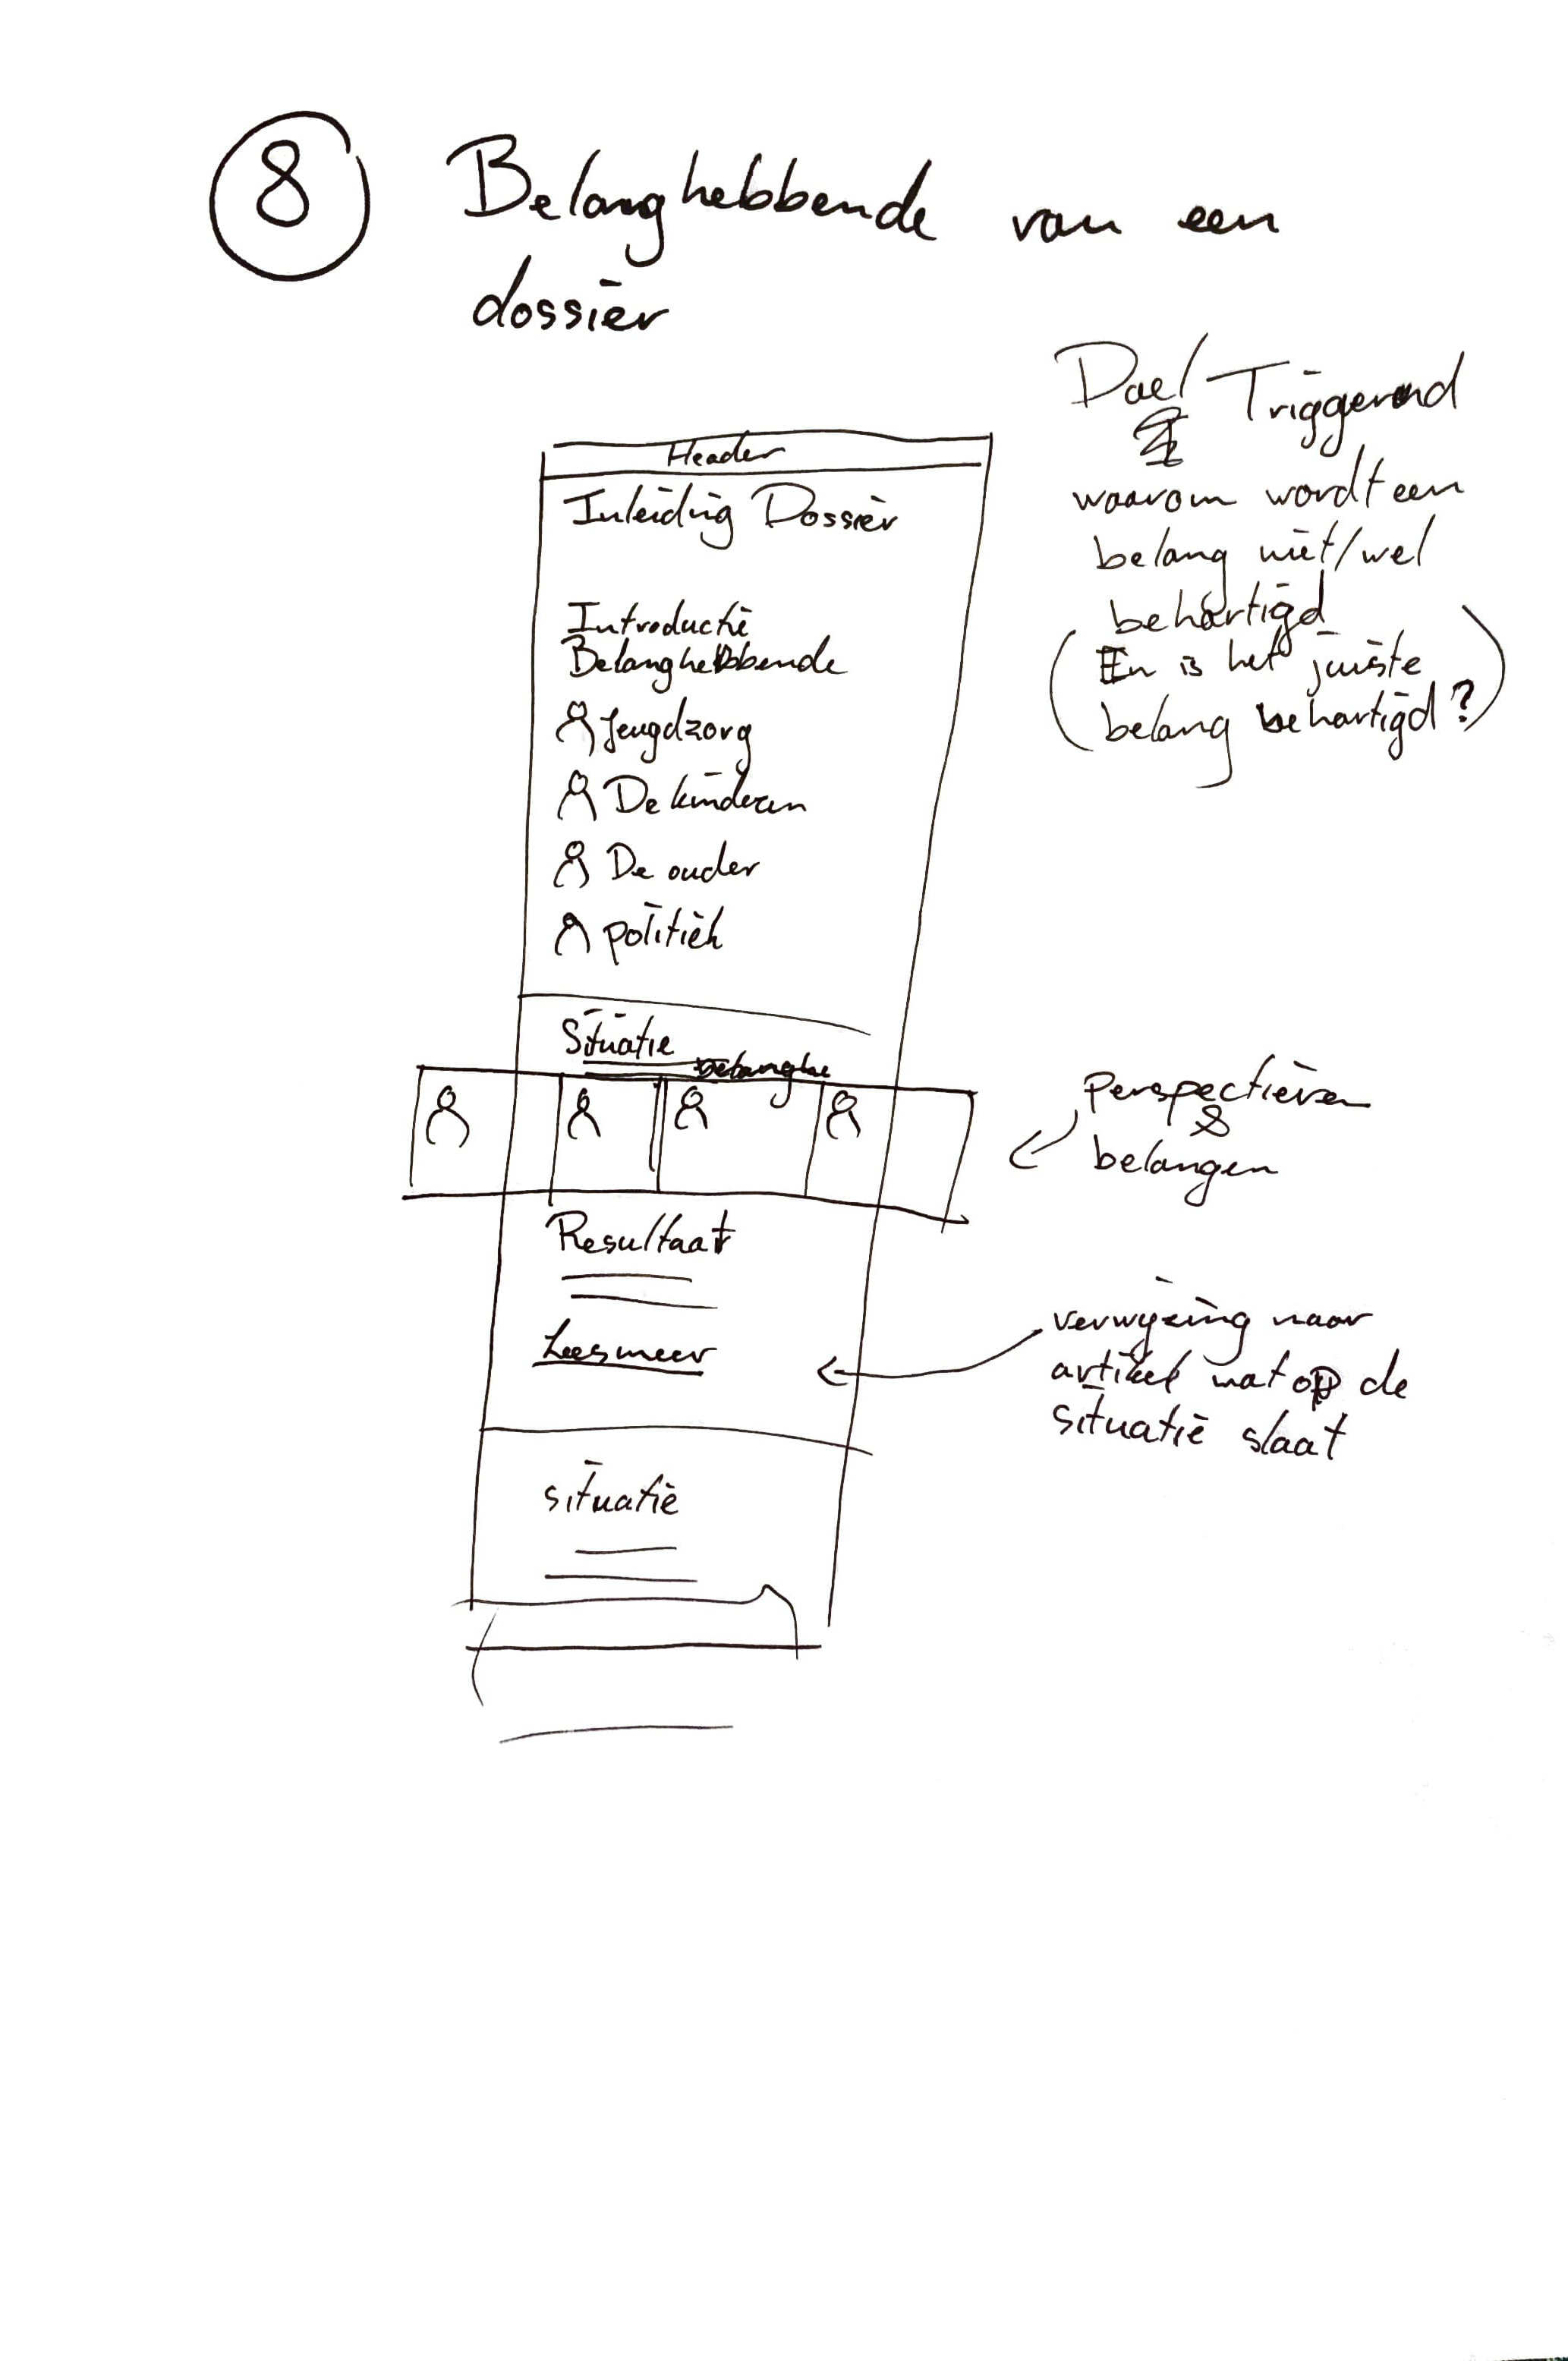 8
Belanghebbende van een
dossier
Doel Triggerend
waarom wordt een
belang niet/wel
behartigd
(En is het juiste
belang behartigd?)
Header
Inleiding Dossier
Introductie
Belanghebbende
Jeugdzorg
De kinderen
De ouder
politiek
Situatie
Perspectieven
&
belangen
Resultaat
Lees meer
verwijzing naar
artikel wat op de
situatie slaat
situatie